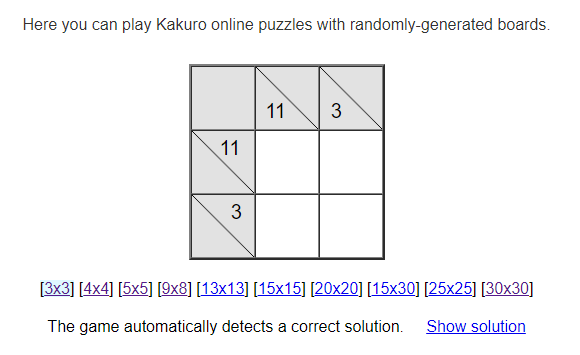 Here you can play Kakuro online puzzles with randomly-generated boards.
11 3
11
3
[3x3] [4x4] [5x5] [9x8] [13x13] [15x15] [20x20] [15x30] [25x25] [30x30]
The game automatically detects a correct solution. Show solution